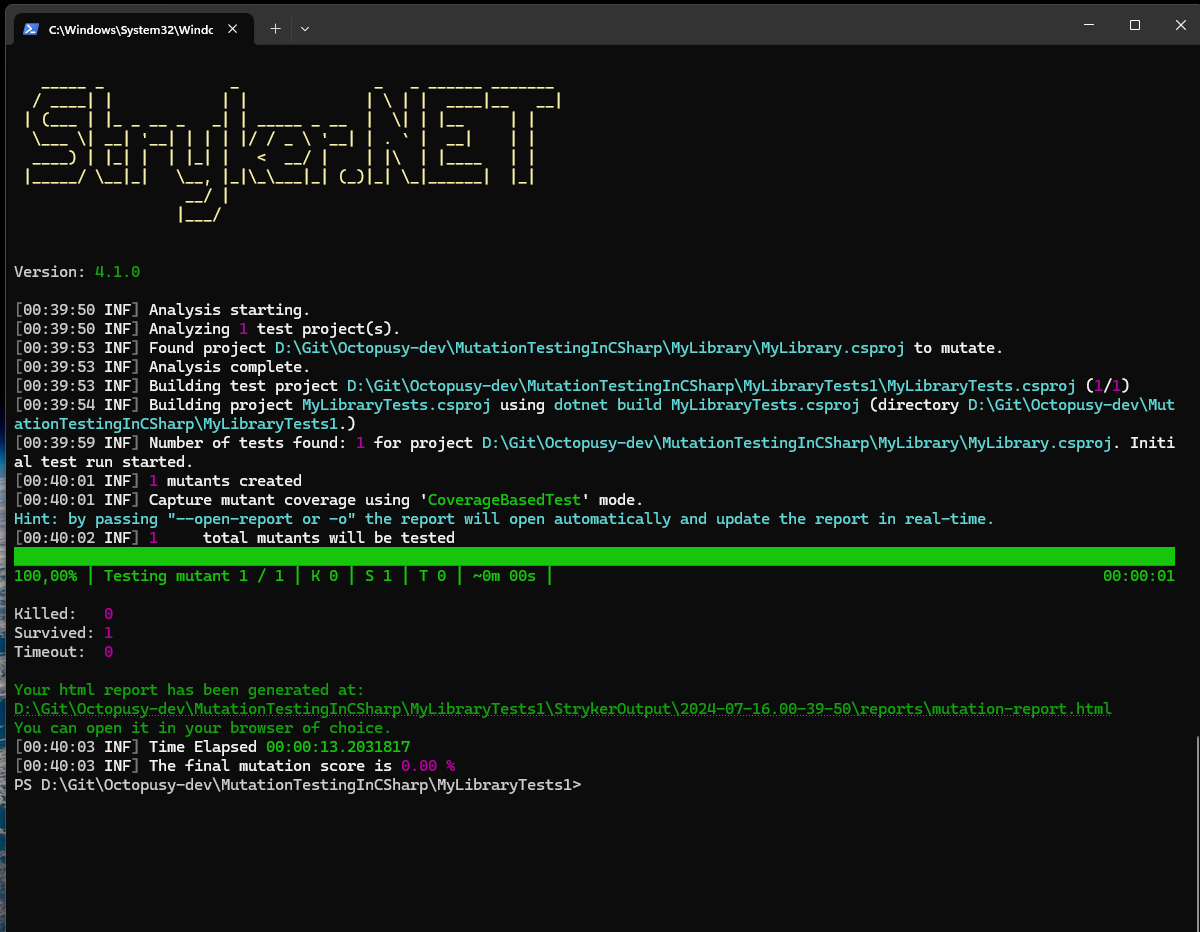 C:\Windows\System32\Windc
Stryker.NET
Version: 4.1.0
[00:39:50 INF] Analysis starting.
[00:39:50 INF] Analyzing 1 test project(s).
[00:39:53 INF] Found project D:\Git\Octopusy-dev\MutationTestingInCSharp\MyLibrary\MyLibrary.csproj to mutate.
[00:39:53 INF] Analysis complete.
[00:39:53 INF] Building test project D:\Git\Octopusy-dev\MutationTestingInCSharp\MyLibraryTests1\MyLibraryTests.csproj (1/1)
[00:39:54 INF] Building project MyLibraryTests.csproj using dotnet build MyLibraryTests.csproj (directory D:\Git\Octopusy-dev\Mut
ationTestingInCSharp\MyLibraryTests1.)
[00:39:59 INF] Number of tests found: 1 for project D:\Git\Octopusy-dev\MutationTestingInCSharp\MyLibrary\MyLibrary.csproj. Initi
al test run started.
[00:40:01 INF] 1 mutants created
[00:40:01 INF] Capture mutant coverage using 'CoverageBasedTest' mode.
Hint: by passing "--open-report or -o" the report will open automatically and update the report in real-time.
[00:40:02 INF] 1     total mutants will be tested
100,00% │ Testing mutant 1 / 1 │ K 0 │ S 1 │ T 0 │ ~0m 00s │ 00:00:01
Killed:   0
Survived: 1
Timeout:  0
Your html report has been generated at:
D:\Git\Octopusy-dev\MutationTestingInCSharp\MyLibraryTests1\StrykerOutput\2024-07-16.00-39-50\reports\mutation-report.html
You can open it in your browser of choice.
[00:40:03 INF] Time Elapsed 00:00:13.2031817
[00:40:03 INF] The final mutation score is 0.00 %
PS D:\Git\Octopusy-dev\MutationTestingInCSharp\MyLibraryTests1>